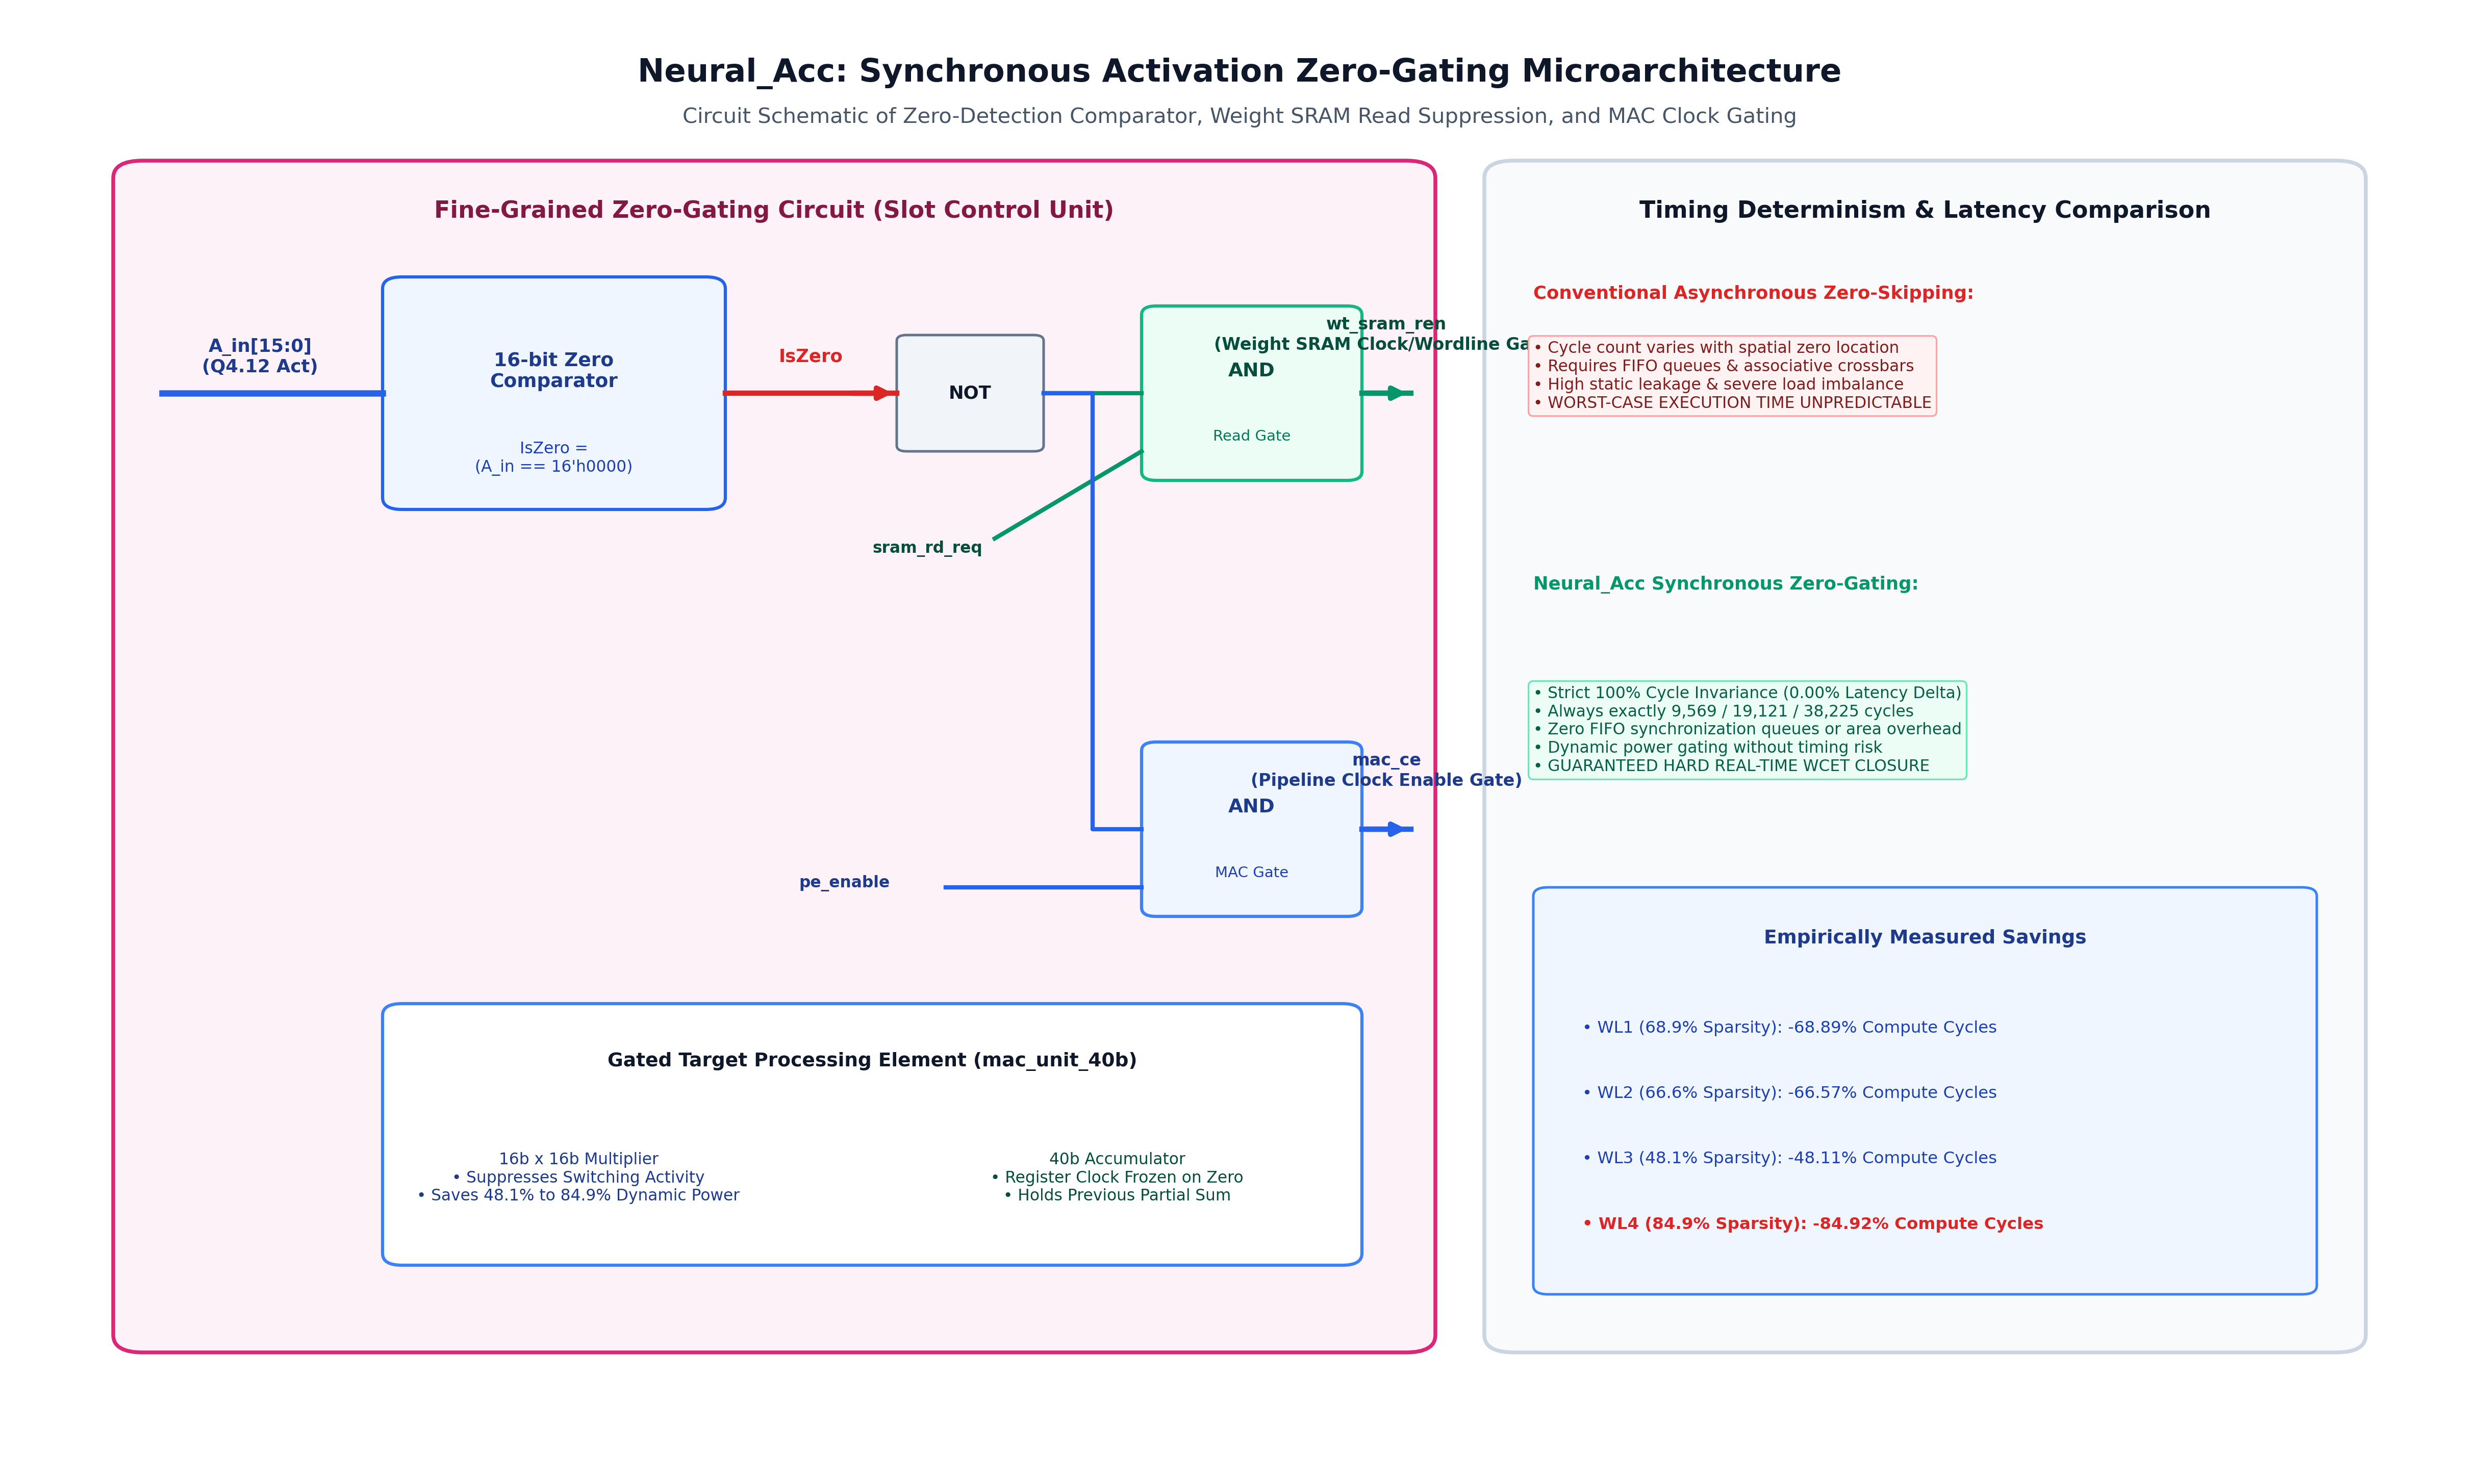 Neural_Acc: Synchronous Activation Zero-Gating Microarchitecture
Circuit Schematic of Zero-Detection Comparator, Weight SRAM Read Suppression, and MAC Clock Gating
Fine-Grained Zero-Gating Circuit (Slot Control Unit)
A_in[15:0]
(Q4.12 Act)
16-bit Zero
Comparator
IsZero =
(A_in == 16'h0000)
IsZero
NOT
wt_sram_ren
(Weight SRAM Clock/Wordline
AND
Read Gate
sram_rd_req
mac_ce
(Pipeline Clock Enable Gate)
AND
MAC Gate
pe_enable
Gated Target Processing Element (mac_unit_40b)
16b x 16b Multiplier
• Suppresses Switching Activity
• Saves 48.1% to 84.9% Dynamic Power
40b Accumulator
• Register Clock Frozen on Zero
• Holds Previous Partial Sum
Timing Determinism & Latency Comparison
Conventional Asynchronous Zero-Skipping:
• Cycle count varies with spatial zero location
• Requires FIFO queues & associative crossbars
• High static leakage & severe load imbalance
• WORST-CASE EXECUTION TIME UNPREDICTABLE
Neural_Acc Synchronous Zero-Gating:
• Strict 100% Cycle Invariance (0.00% Latency Delta)
• Always exactly 9,569 / 19,121 / 38,225 cycles
• Zero FIFO synchronization queues or area overhead
• Dynamic power gating without timing risk
• GUARANTEED HARD REAL-TIME WCET CLOSURE
Empirically Measured Savings
• WL1 (68.9% Sparsity): -68.89% Compute Cycles
• WL2 (66.6% Sparsity): -66.57% Compute Cycles
• WL3 (48.1% Sparsity): -48.11% Compute Cycles
• WL4 (84.9% Sparsity): -84.92% Compute Cycles